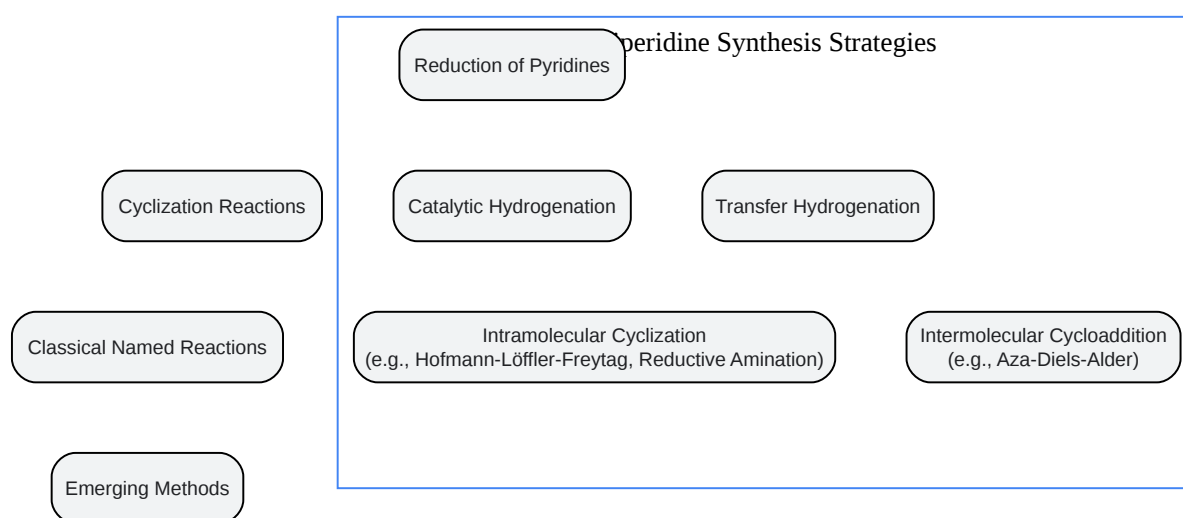 peridine Synthesis Strategies
Reduction of Pyridines
Cyclization Reactions
Catalytic Hydrogenation
Transfer Hydrogenation
Classical Named Reactions
Intramolecular Cyclization
(e.g., Hofmann-Löffler-Freytag, Reductive Amination)
Intermolecular Cycloaddition
(e.g., Aza-Diels-Alder)
Emerging Methods